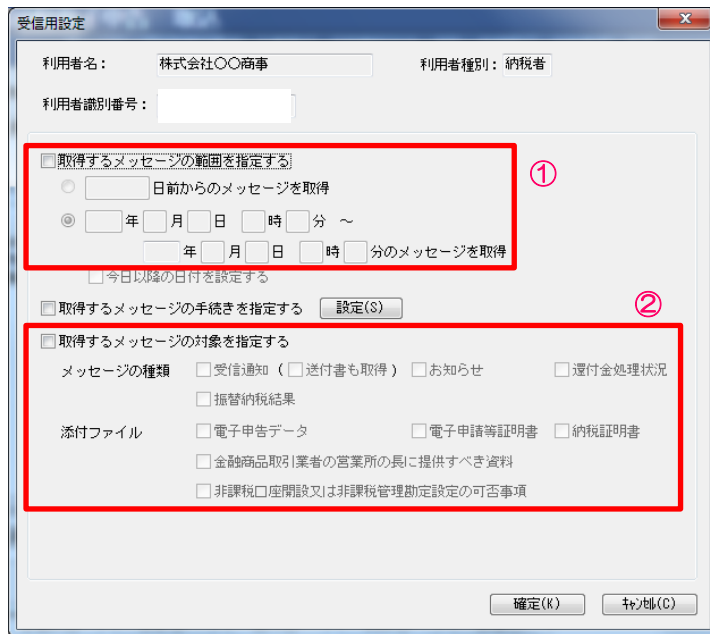 受信用設定
利用者名: 株式会社〇〇商事 利用者種別: 納税者
利用者識別番号:
取得するメッセージの範囲を指定する ①
日前からのメッセージを取得
年 月 日 時 分 ～
年 月 日 時 分のメッセージを取得
今日以降の日付を設定する
取得するメッセージの手続きを指定する 設定(S) ②
取得するメッセージの対象を指定する
メッセージの種類 受信通知 (送付書も取得) お知らせ 還付金処理状況
振替納税結果
添付ファイル 電子申告データ 電子申請等証明書 納税証明書
金融商品取引業者の営業所の長に提供すべき資料
非課税口座開設又は非課税管理勘定設定の可否事項
確定(K) ｷｬﾝｾﾙ(C)